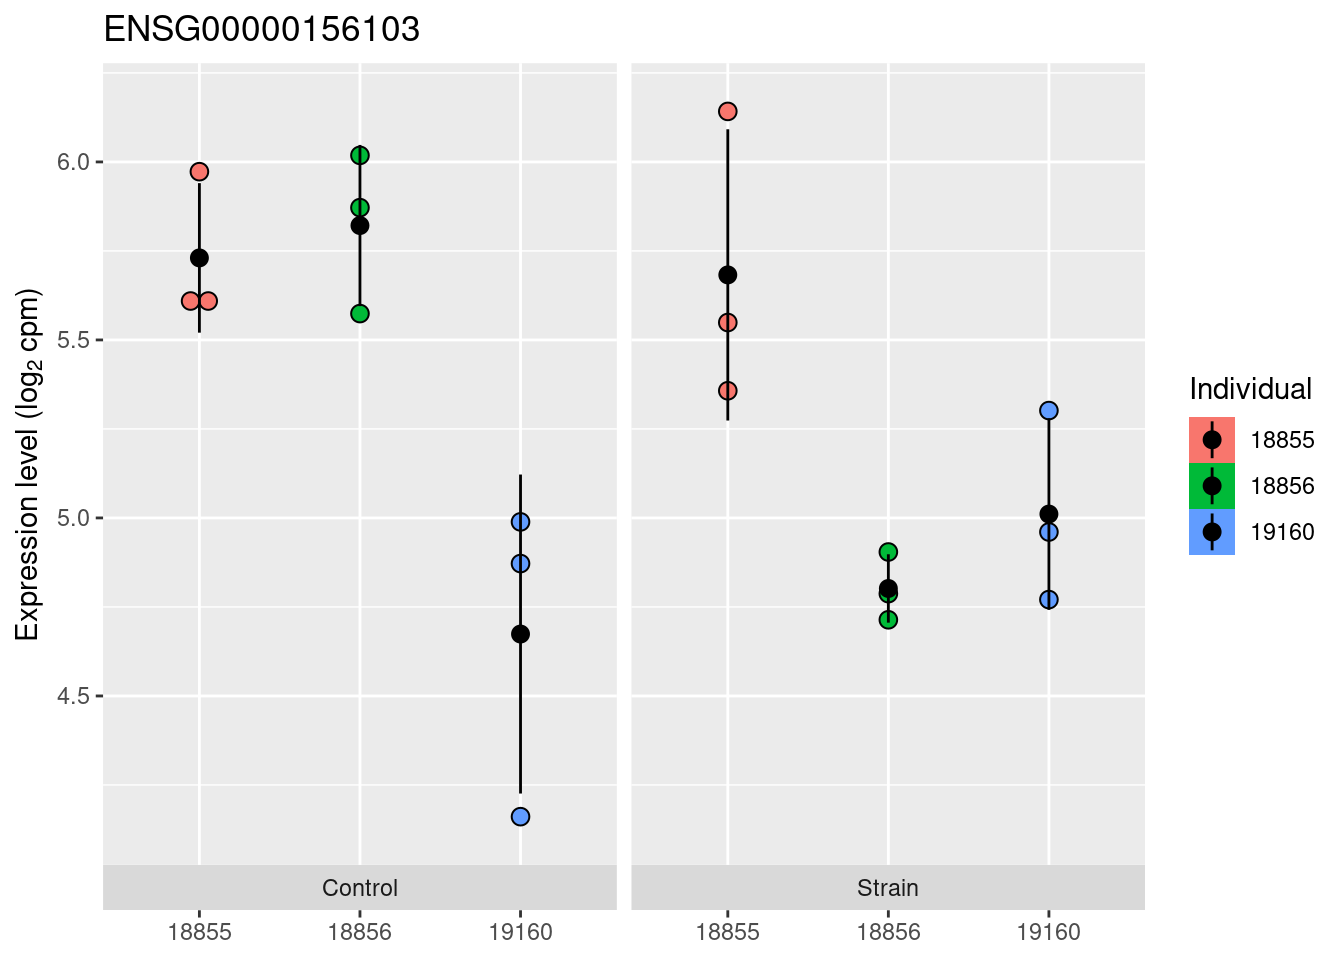 ENSG00000156103
Expression level (log₂ cpm)
6.0
5.5
5.0
4.5
Control
Strain
18855
18856
19160
18855
18856
19160
Individual
18855
18856
19160